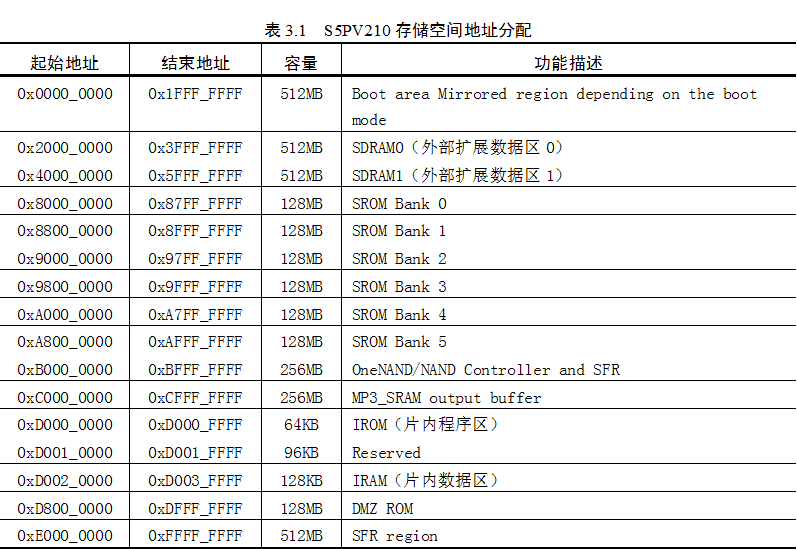 表 3.1 S5PV210 存储空间地址分配
起始地址 结束地址 容量 功能描述
0x0000_0000 0x1FFF_FFFF 512MB Boot area Mirrored region depending on the boot
mode
0x2000_0000 0x3FFF_FFFF 512MB SDRAM0（外部扩展数据区 0）
0x4000_0000 0x5FFF_FFFF 512MB SDRAM1（外部扩展数据区 1）
0x8000_0000 0x87FF_FFFF 128MB SROM Bank 0
0x8800_0000 0x8FFF_FFFF 128MB SROM Bank 1
0x9000_0000 0x97FF_FFFF 128MB SROM Bank 2
0x9800_0000 0x9FFF_FFFF 128MB SROM Bank 3
0xA000_0000 0xA7FF_FFFF 128MB SROM Bank 4
0xA800_0000 0xAFFF_FFFF 128MB SROM Bank 5
0xB000_0000 0xBFFF_FFFF 256MB OneNAND/NAND Controller and SFR
0xC000_0000 0xCFFF_FFFF 256MB MP3_SRAM output buffer
0xD000_0000 0xD000_FFFF 64KB IROM（片内程序区）
0xD001_0000 0xD001_FFFF 96KB Reserved
0xD002_0000 0xD003_FFFF 128KB IRAM（片内数据区）
0xD800_0000 0xDFFF_FFFF 128MB DMZ ROM
0xE000_0000 0xFFFF_FFFF 512MB SFR region